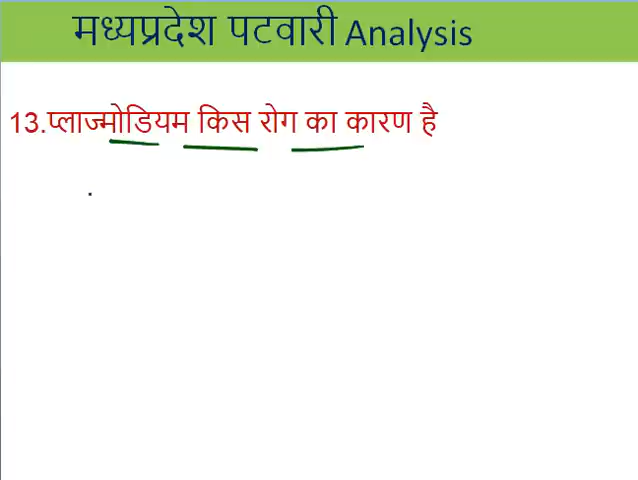 मध्यप्रदेश पटवारी Analysis
13.प्लाज्मोडियम किस रोग का कारण है